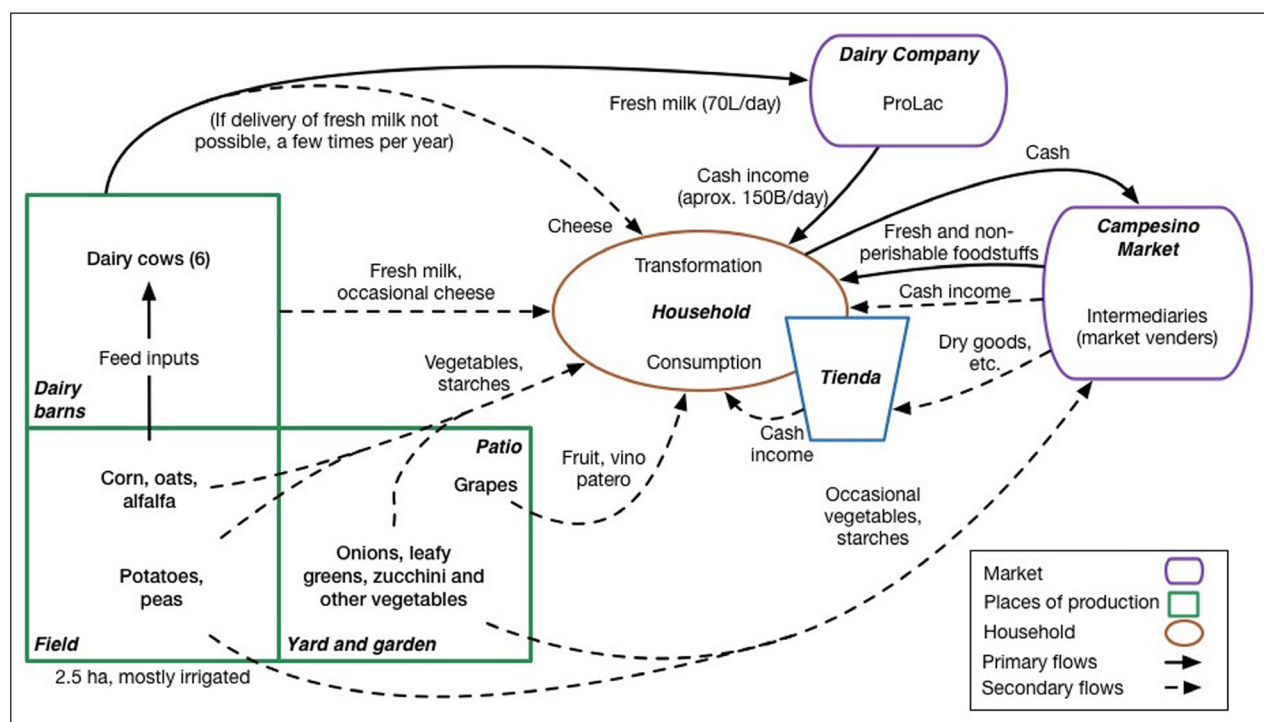 Dairy Company
ProLac
Fresh milk (70L/day)
(If delivery of fresh milk not
possible, a few times per year)
Cash income
(aprox. 150B/day)
Cash
Cheese
Campesino
Market
Fresh and non-
perishable foodstuffs
Cash income
Intermediaries
(market venders)
Dairy cows (6)
Feed inputs
Dairy
barns
Fresh milk,
occasional cheese
Transformation
Household
Consumption
Tienda
Dry goods,
etc.
Cash
income
Vegetables,
starches
Patio
Grapes
Fruit, vino
patero
Corn, oats,
alfalfa
Potatoes,
peas
Field
Onions, leafy
greens, zucchini and
other vegetables
Yard and garden
2.5 ha, mostly irrigated
Occasional
vegetables,
starches
Market
Places of production
Household
Primary flows
Secondary flows